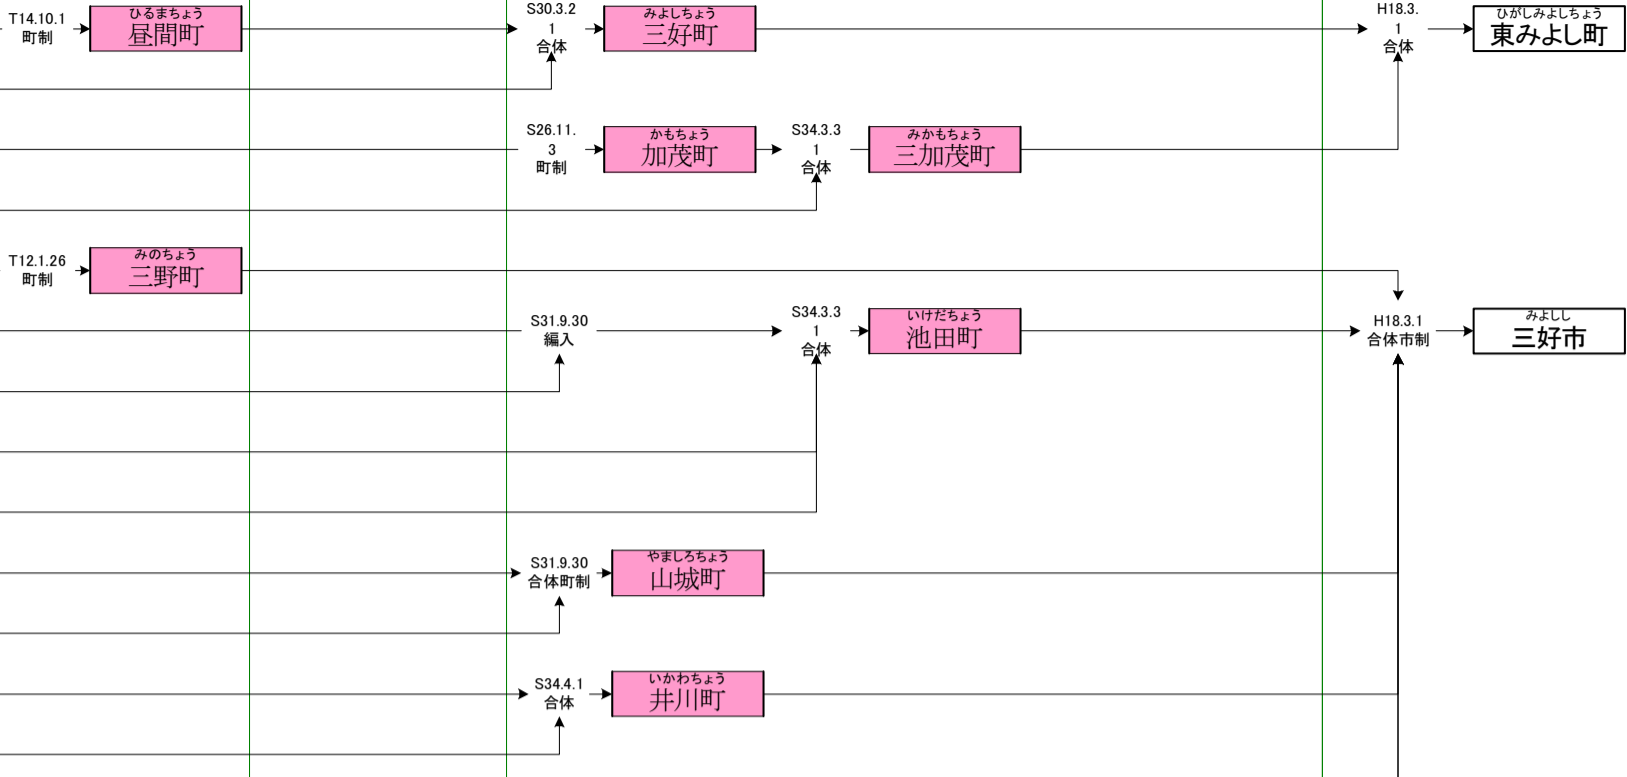 T14.10.1
町制
ひるまちょう
昼間町
S30.3.2
1
合体
みよしちょう
三好町
H18.3.
1
合体
ひがしみよしちょう
東みよし町
S26.11.
3
町制
かもちょう
加茂町
S34.3.3
1
合体
みかもちょう
三加茂町
T12.1.26
町制
みのちょう
三野町
S31.9.30
編入
S34.3.3
1
合体
いけだちょう
池田町
H18.3.1
合体市制
みよしし
三好市
S31.9.30
合体町制
やましろちょう
山城町
S34.4.1
合体
いかわちょう
井川町